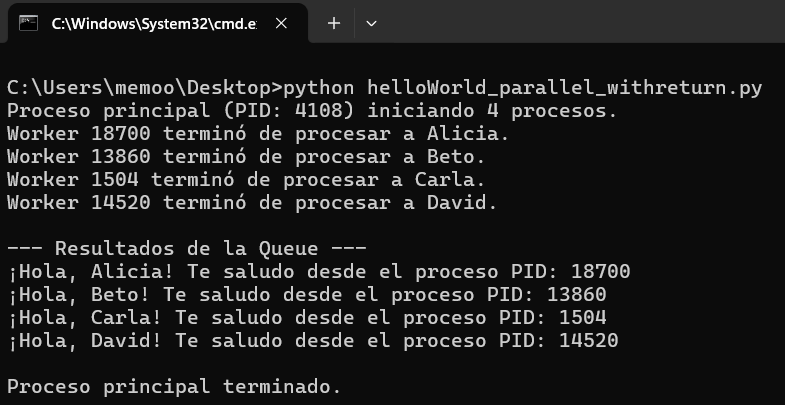 C:\Windows\System32\cmd.e
C:\Users\memoo\Desktop>python helloWorld_parallel_withreturn.py
Proceso principal (PID: 4108) iniciando 4 procesos.
Worker 18700 terminó de procesar a Alicia.
Worker 13860 terminó de procesar a Beto.
Worker 1504 terminó de procesar a Carla.
Worker 14520 terminó de procesar a David.
--- Resultados de la Queue ---
¡Hola, Alicia! Te saludo desde el proceso PID: 18700
¡Hola, Beto! Te saludo desde el proceso PID: 13860
¡Hola, Carla! Te saludo desde el proceso PID: 1504
¡Hola, David! Te saludo desde el proceso PID: 14520
Proceso principal terminado.